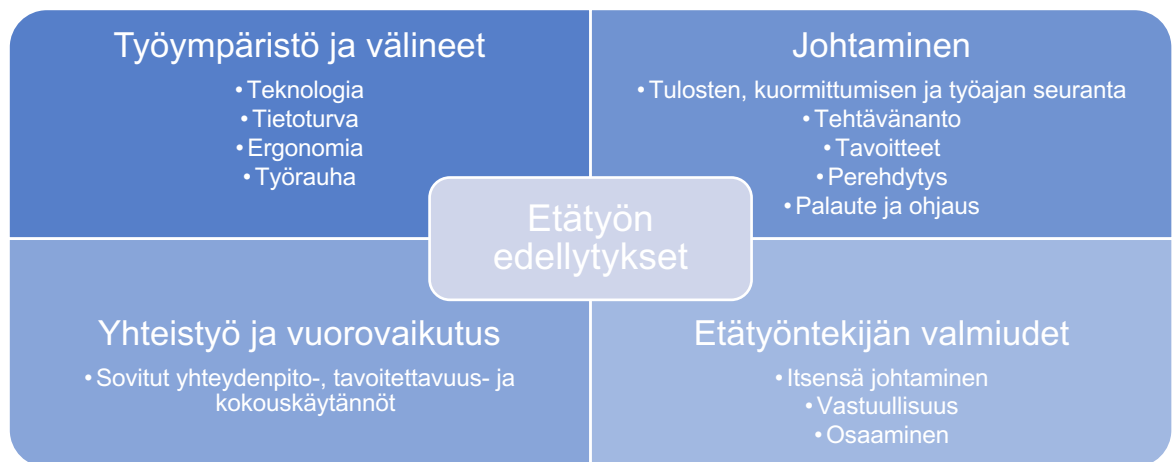 Työympäristö ja välineet
• Teknologia
• Tietoturva
• Ergonomia
• Työrauha
Johtaminen
• Tulosten, kuormittumisen ja työajan seuranta
• Tehtävänanto
• Tavoitteet
• Perehdytys
• Palaute ja ohjaus
Etätyön
edellytykset
Yhteistyö ja vuorovaikutus
• Sovitut yhteydenpito-, tavoitettavuus- ja
kokouskäytännöt
Etätyöntekijän valmiudet
• Itsensä johtaminen
• Vastuullisuus
• Osaaminen